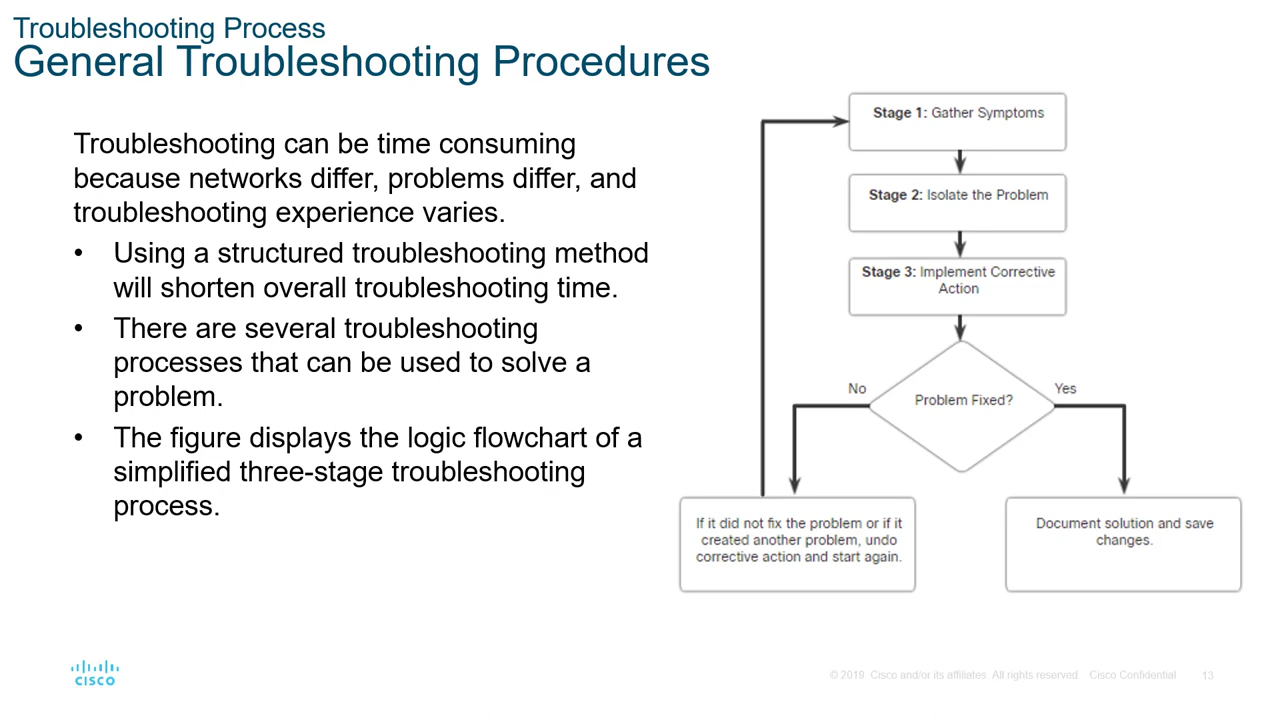 Troubleshooting Process
General Troubleshooting Procedures
Troubleshooting can be time consuming
because networks differ, problems differ, and
troubleshooting experience varies.
• Using a structured troubleshooting method
will shorten overall troubleshooting time.
• There are several troubleshooting
processes that can be used to solve a
problem.
• The figure displays the logic flowchart of a
simplified three-stage troubleshooting
process.
Stage 1: Gather Symptoms
Stage 2: Isolate the Problem
Stage 3: Implement Corrective
Action
Problem Fixed?
No
Yes
If it did not fix the problem or if it
created another problem, undo
corrective action and start again.
Document solution and save
changes.
CISCO
© 2019 Cisco and/or its affiliates. All rights reserved. Cisco Confidential
13